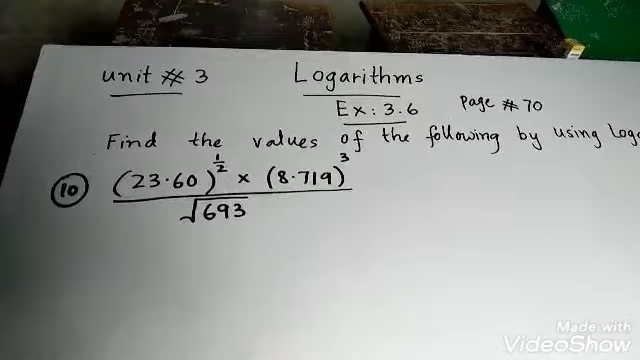 unit # 3 Logarithms
Ex: 3.6 Page # 70
Find the values of the following by using Loga
10 (23.60)^1/2 × (8.719)^3
√693
Made with
VideoShow